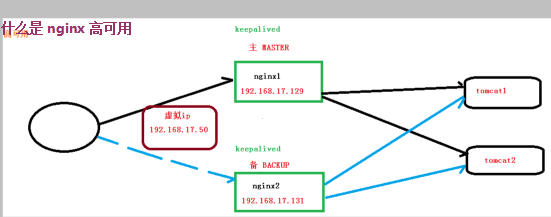 什么是 nginx 高可用
keepalived
主 MASTER
nginx1
192.168.17.129
虚拟ip
192.168.17.50
keepalived
备 BACKUP
nginx2
192.168.17.131
tomcat1
tomcat2